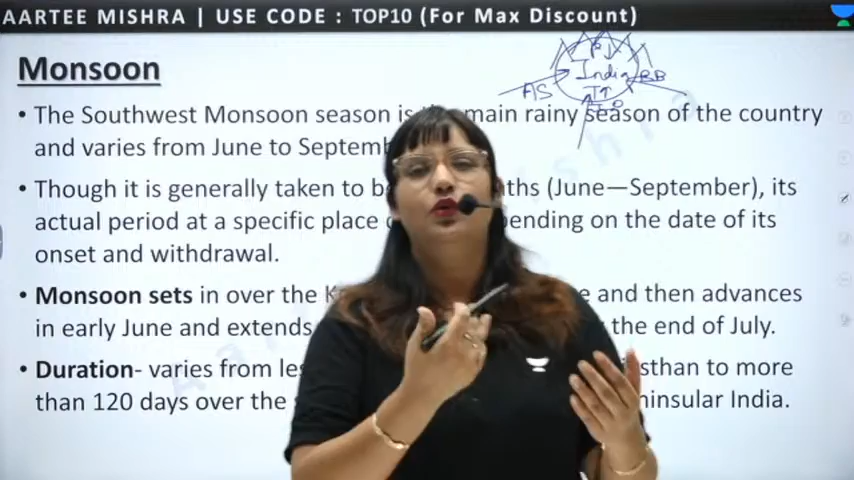 AARTEE MISHRA | USE CODE : TOP10 (For Max Discount)
Monsoon
AS India BB
• The Southwest Monsoon season is main rainy season of the country
and varies from June to Septemb
• Though it is generally taken to b (June—September), its
actual period at a specific place pending on the date of its
onset and withdrawal.
• Monsoon sets in over the K e and then advances
in early June and extends the end of July.
• Duration- varies from les sthan to more
than 120 days over the ninsular India.